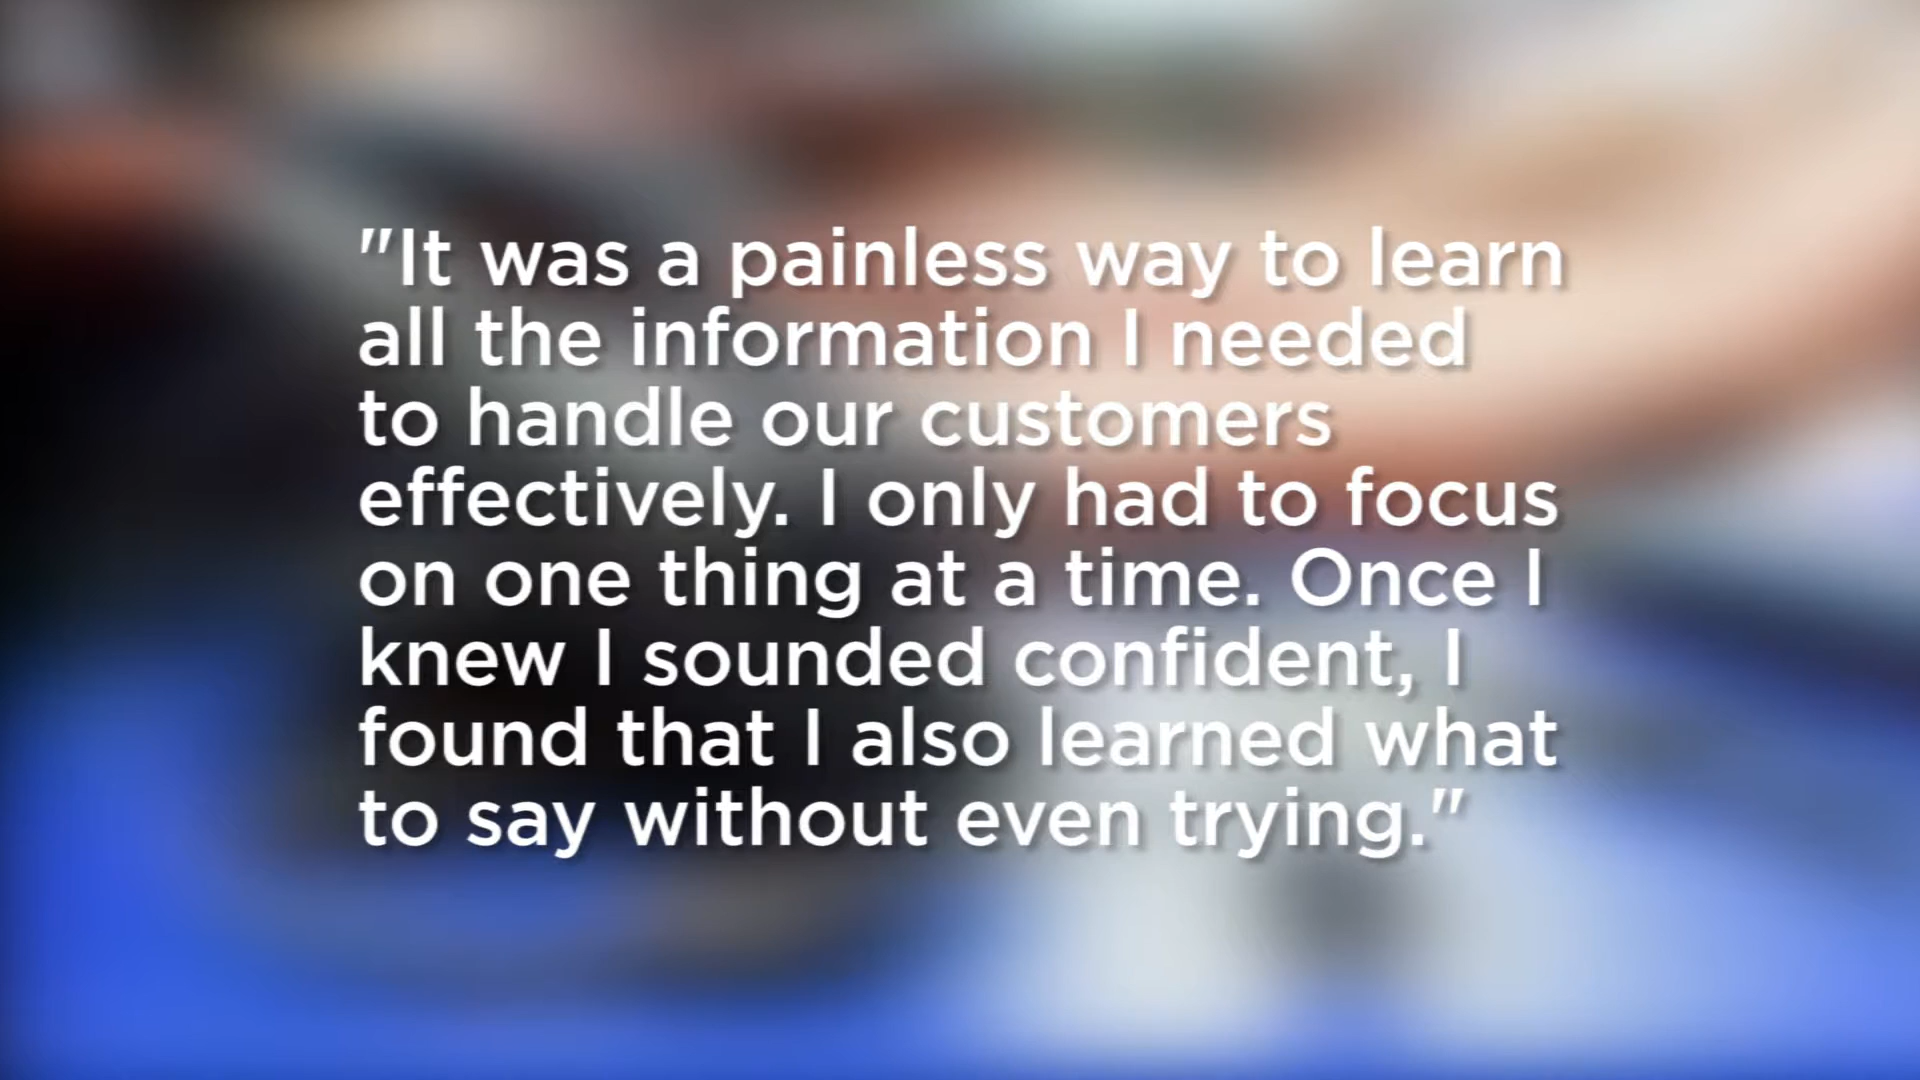 "It was a painless way to learn
all the information I needed
to handle our customers
effectively. I only had to focus
on one thing at a time. Once I
knew I sounded confident, I
found that I also learned what
to say without even trying."